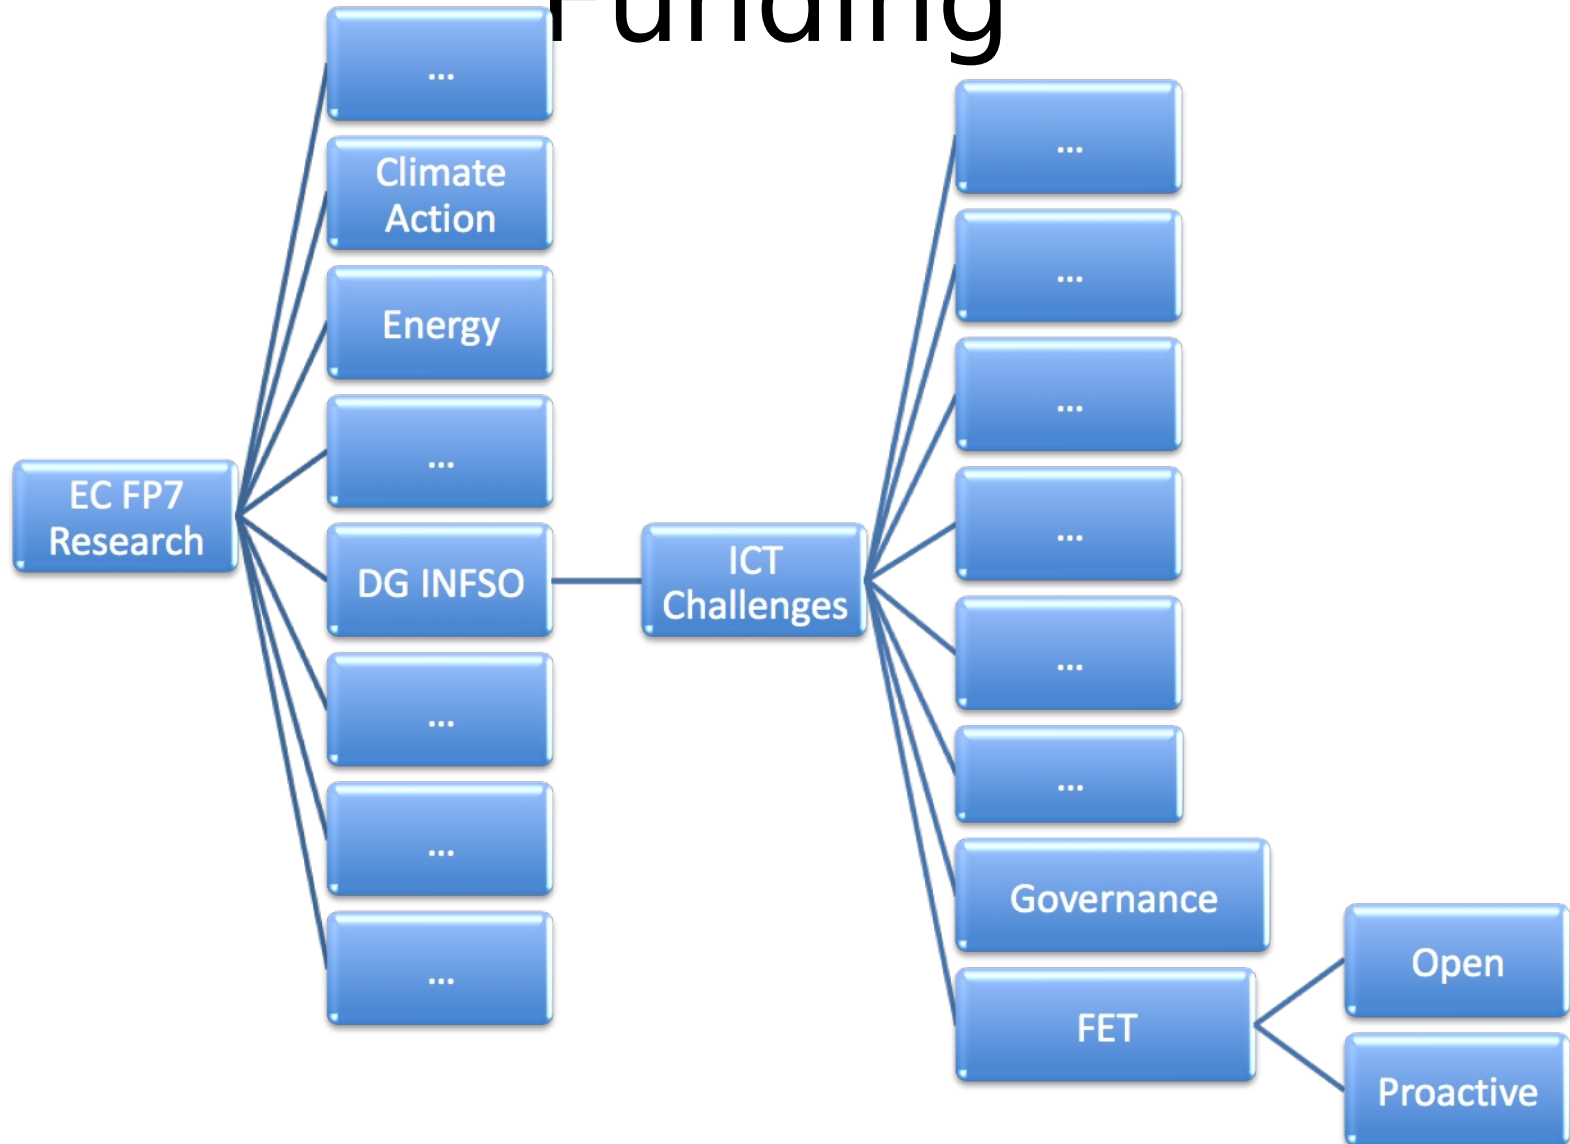 Funding
...
Climate
Action
Energy
...
EC FP7
Research
DG INFSO
...
...
...
ICT
Challenges
...
...
...
...
...
...
Governance
FET
Open
Proactive